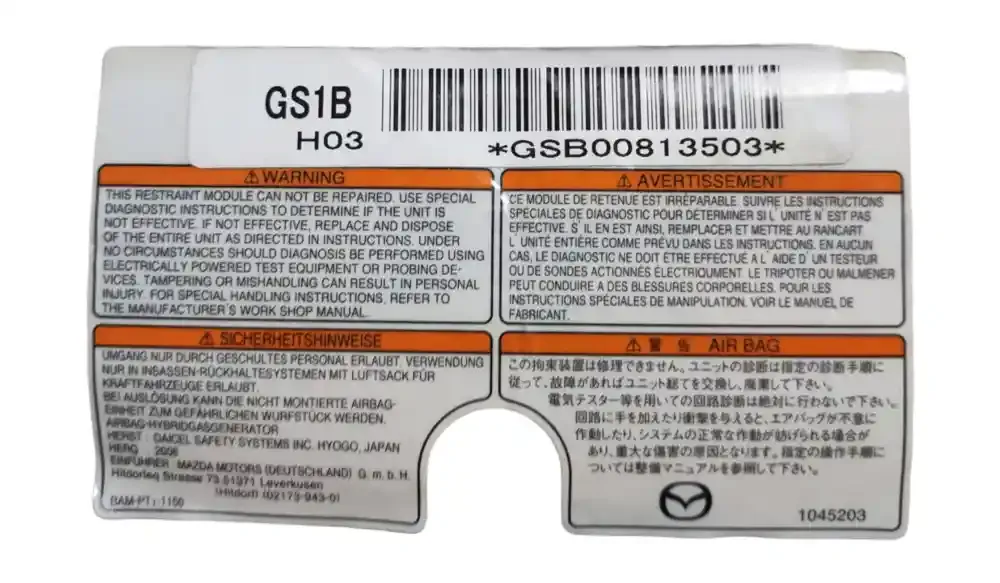 GS1B
H03
*GSB00813503*
⚠WARNING
THIS RESTRAINT MODULE CAN NOT BE REPAIRED. USE SPECIAL
DIAGNOSTIC INSTRUCTIONS TO DETERMINE IF THE UNIT IS
NOT EFFECTIVE. IF NOT EFFECTIVE, REPLACE AND DISPOSE
OF THE ENTIRE UNIT AS DIRECTED IN INSTRUCTIONS. UNDER
NO CIRCUMSTANCES SHOULD DIAGNOSIS BE PERFORMED USING
ELECTRICALLY POWERED TEST EQUIPMENT OR PROBING DE-
VICES. TAMPERING OR MISHANDLING CAN RESULT IN PERSONAL
INJURY. FOR SPECIAL HANDLING INSTRUCTIONS, REFER TO
THE MANUFACTURER'S WORK SHOP MANUAL.
⚠AVERTISSEMENT
CE MODULE DE RETENUE EST IRRÉPARABLE. SUIVRE LES INSTRUCTIONS
SPÉCIALES DE DIAGNOSTIC POUR DÉTERMINER SI L'UNITÉ N'EST PAS
EFFECTIVE. S'IL EN EST AINSI, REMPLACER ET METTRE AU RANCART
L'UNITÉ ENTIÈRE COMME PRÉVU DANS LES INSTRUCTIONS. EN AUCUN
CAS, LE DIAGNOSTIC NE DOIT ÊTRE EFFECTUÉ A L'AIDE D'UN TESTEUR
OU DE SONDES ACTIONNÉS ÉLECTRIQUEMENT. LE TRIPOTER OU MALMENER
PEUT CONDUIRE A DES BLESSURES CORPORELLES. POUR LES
INSTRUCTIONS SPÉCIALES DE MANIPULATION, VOIR LE MANUEL DE
FABRICANT.
⚠SICHERHEITSHINWEISE
UMGANG NUR DURCH GESCHULTES PERSONAL ERLAUBT. VERWENDUNG
NUR IN INSASSEN-RÜCKHALTESYSTEMEN MIT LUFTSACK FÜR
KRAFTFAHRZEUGE ERLAUBT.
BEI AUSLÖSUNG KANN DIE NICHT MONTIERTE AIRBAG-
EINHEIT ZUM GEFÄHRLICHEN WURFSTÜCK WERDEN.
AIRBAG-HYBRIDGASGENERATOR
HERST : DAICEL SAFETY SYSTEMS INC. HYOGO, JAPAN
HERG : 2006
EINFÜHRER : MAZDA MOTORS (DEUTSCHLAND) G.m.b.H.
Hitdorfeg Strasse 73 51371 Leverkusen
(Hitdorf) (02173-943-0)
BAM-PT1-1150
⚠警 告 AIR BAG
この拘束装置は修理できません。ユニットの診断は指定の診断手順に
従って、故障があればユニット総てを交換し、廃棄して下さい。
電気テスター等を用いての回路診断は絶対に行わないで下さい。
回路に手を加えたり衝撃を与えると、エアバッグが不意に
作動したり、システムの正常な作動が妨げられる場合が
あり、重大な傷害の原因となります。指定の操作手順に
ついては整備マニュアルを参照して下さい。
1045203